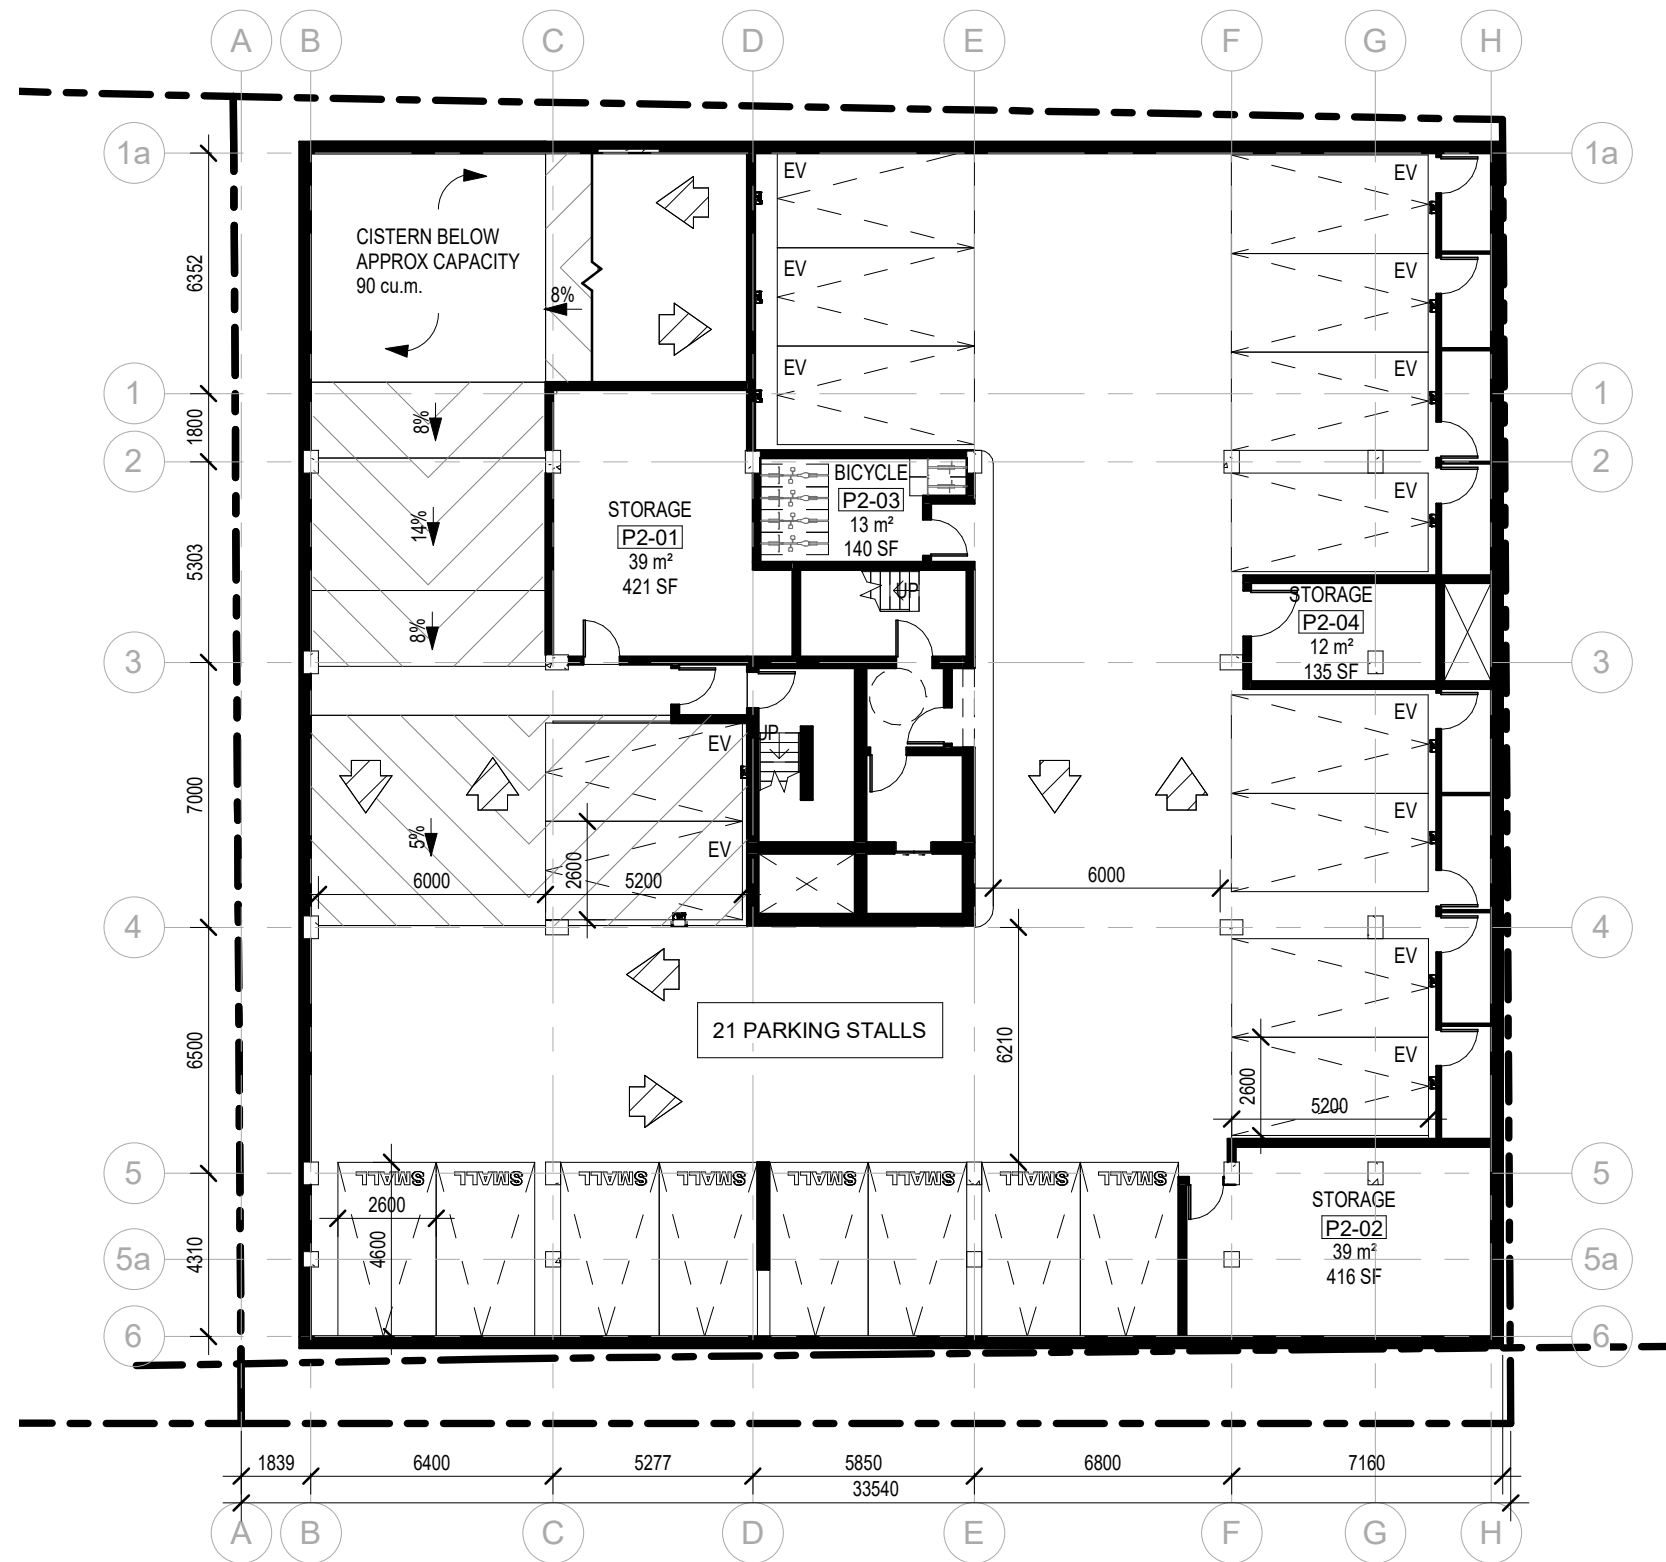 A B C D E F G H
1a
1a
EV
EV
CISTERN BELOW
APPROX CAPACITY
90 cu.m.
6352
EV
EV
8%
EV
EV
1
1
8%
1800
2
2
BICYCLE
P2-03
13 m²
140 SF
EV
STORAGE
P2-01
39 m²
421 SF
14%
5303
UP
STORAGE
P2-04
12 m²
135 SF
8%
3
3
EV
UP
EV
7000
5%
EV
EV
2600
6000
5200
6000
4
4
EV
21 PARKING STALLS
6500
6210
EV
2600
5200
5
5
SMALL SMALL SMALL SMALL SMALL SMALL SMALL SMALL
STORAGE
P2-02
39 m²
416 SF
2600
4600
4310
5a
5a
6
6
1839 6400 5277 5850 6800 7160
33540
A B C D E F G H